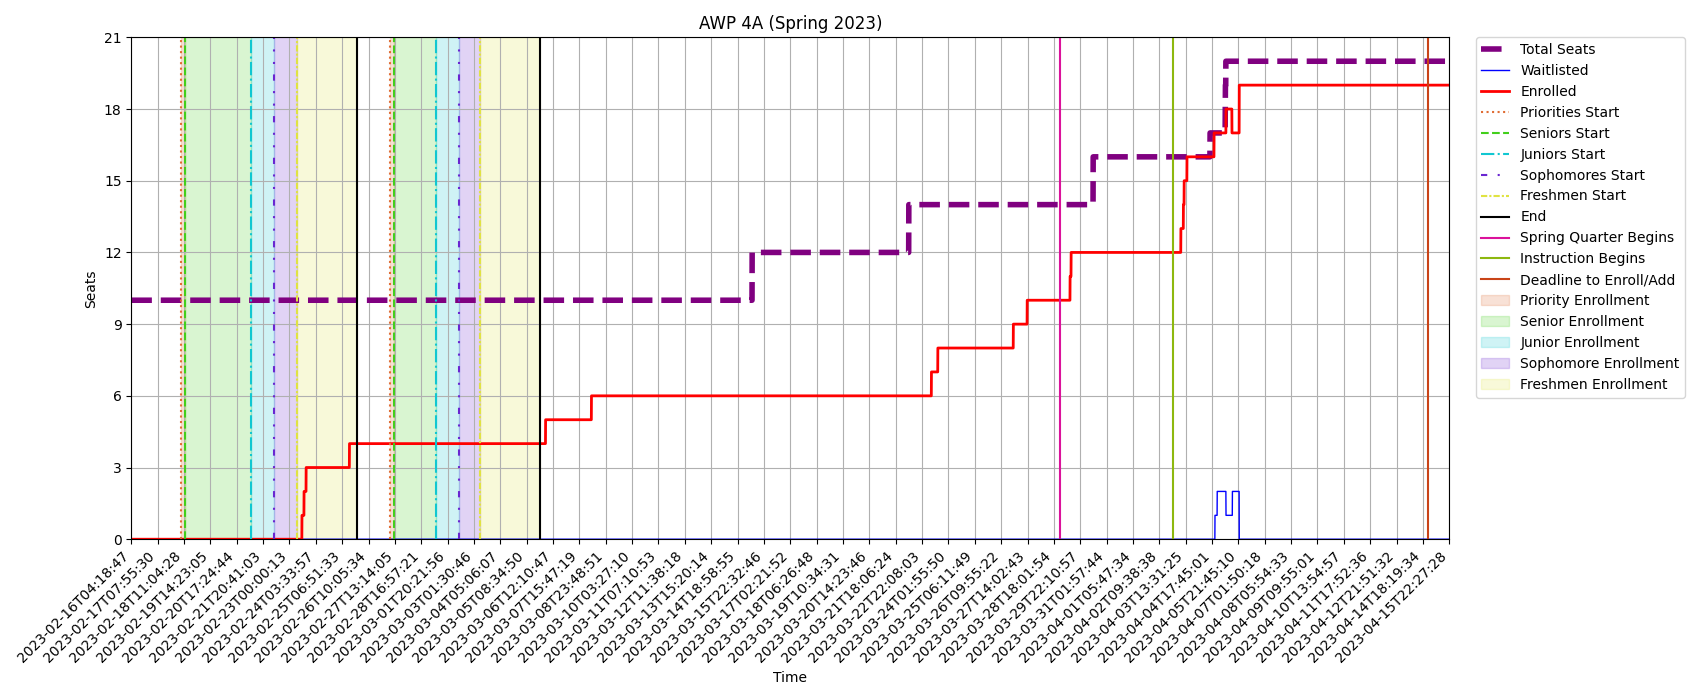 AWP 4A (Spring 2023)
21
18
15
12
9
6
3
0
Seats
2023-02-16T04:18:47
2023-02-17T07:55:30
2023-02-18T11:04:28
2023-02-19T14:23:05
2023-02-20T17:24:44
2023-02-21T20:41:03
2023-02-23T00:00:13
2023-02-24T03:33:57
2023-02-25T06:51:33
2023-02-26T10:05:34
2023-02-27T13:14:05
2023-02-28T16:57:21
2023-03-01T20:21:56
2023-03-03T01:30:46
2023-03-04T05:06:07
2023-03-05T08:34:50
2023-03-06T12:10:47
2023-03-07T15:47:19
2023-03-08T23:48:51
2023-03-10T03:27:10
2023-03-11T07:10:53
2023-03-12T11:38:18
2023-03-13T15:20:14
2023-03-14T18:58:55
2023-03-15T22:32:46
2023-03-17T02:21:52
2023-03-18T06:26:48
2023-03-19T10:34:31
2023-03-20T14:23:46
2023-03-21T18:06:24
2023-03-22T22:08:03
2023-03-24T01:55:50
2023-03-25T06:11:49
2023-03-26T09:55:22
2023-03-27T14:02:43
2023-03-28T18:01:54
2023-03-29T22:10:57
2023-03-31T01:57:44
2023-04-01T05:47:34
2023-04-02T09:38:38
2023-04-03T13:31:25
2023-04-04T17:45:01
2023-04-05T21:45:10
2023-04-07T01:50:18
2023-04-08T05:54:33
2023-04-09T09:55:01
2023-04-10T13:54:57
2023-04-11T17:52:36
2023-04-12T21:51:32
2023-04-14T18:19:34
2023-04-15T22:27:28
Time
Total Seats
Waitlisted
Enrolled
Priorities Start
Seniors Start
Juniors Start
Sophomores Start
Freshmen Start
End
Spring Quarter Begins
Instruction Begins
Deadline to Enroll/Add
Priority Enrollment
Senior Enrollment
Junior Enrollment
Sophomore Enrollment
Freshmen Enrollment